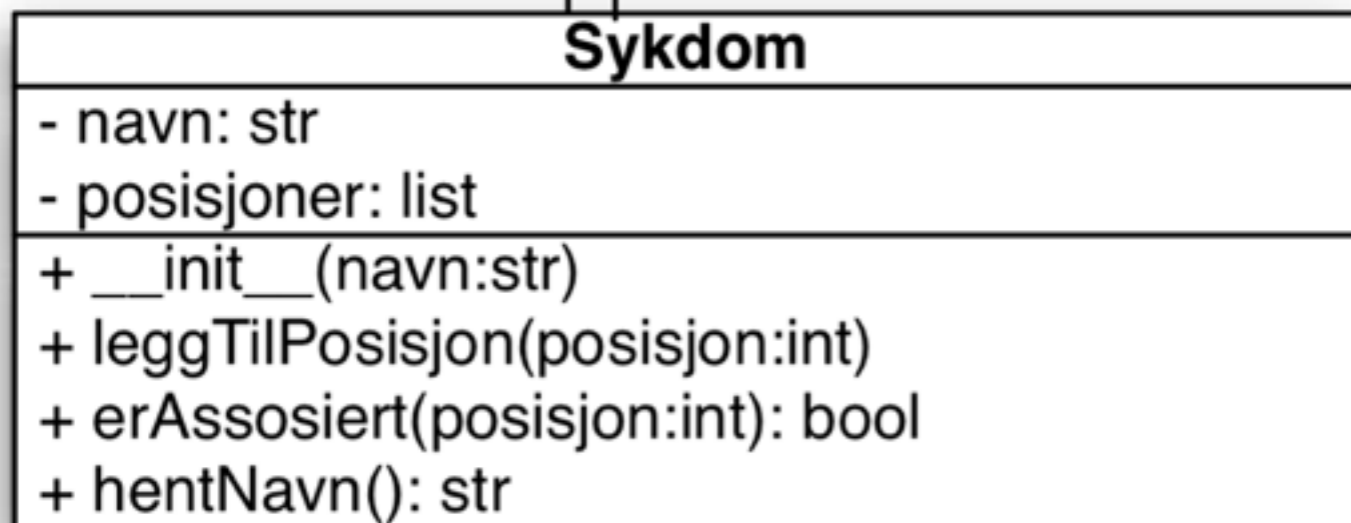 Sykdom
- navn: str
- posisjoner: list
+ __init__(navn:str)
+ leggTilPosisjon(posisjon:int)
+ erAssosiert(posisjon:int): bool
+ hentNavn(): str